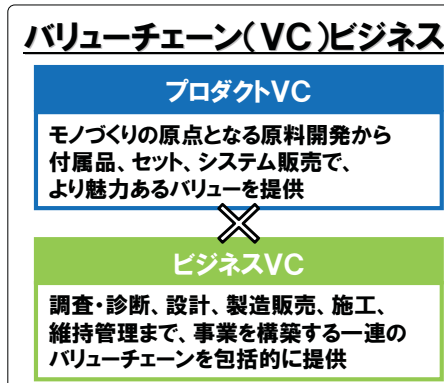 バリューチェーン(VC)ビジネス
プロダクトVC
モノづくりの原点となる原料開発から
付属品、セット、システム販売で、
より魅力あるバリューを提供
ビジネスVC
調査・診断、設計、製造販売、施工、
維持管理まで、事業を構築する一連の
バリューチェーンを包括的に提供